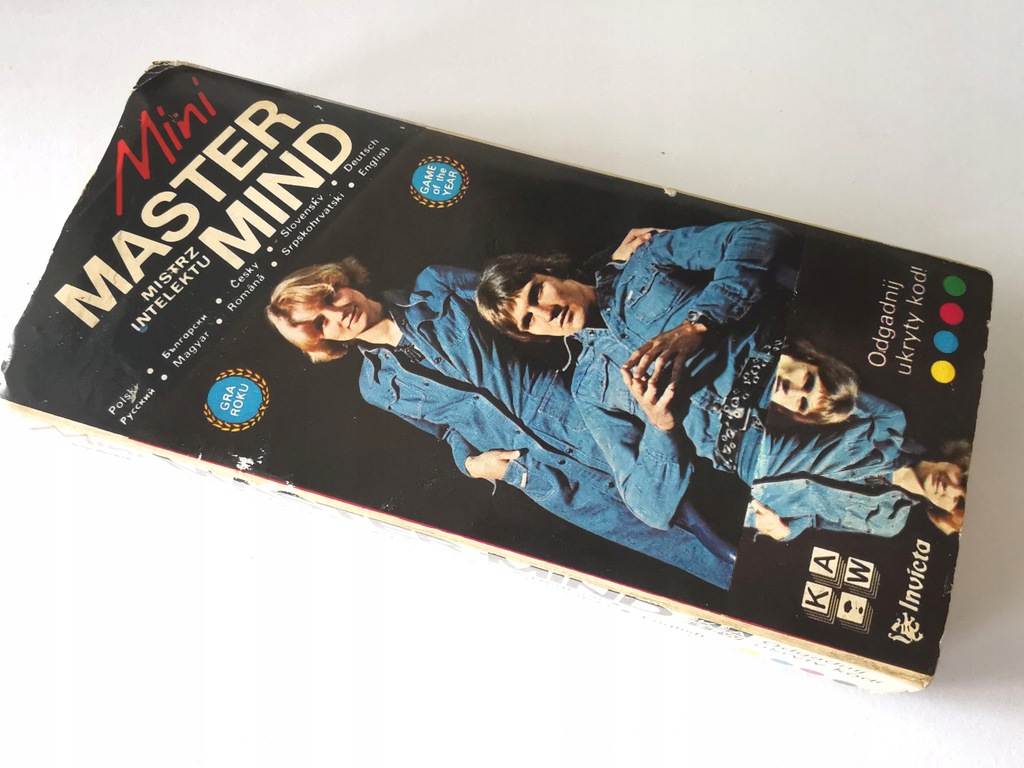 Mini
MASTER
MIND
MISTRZ
INTELEKTU
Български • Česky • Slovenský • Deutsch
Magyar • Română • Srpskohrvatski • English
Русский
GAME
of the
YEAR
GRA
ROKU
Odgadnij
ukryty kod!
K A
W
Invicta
MIND